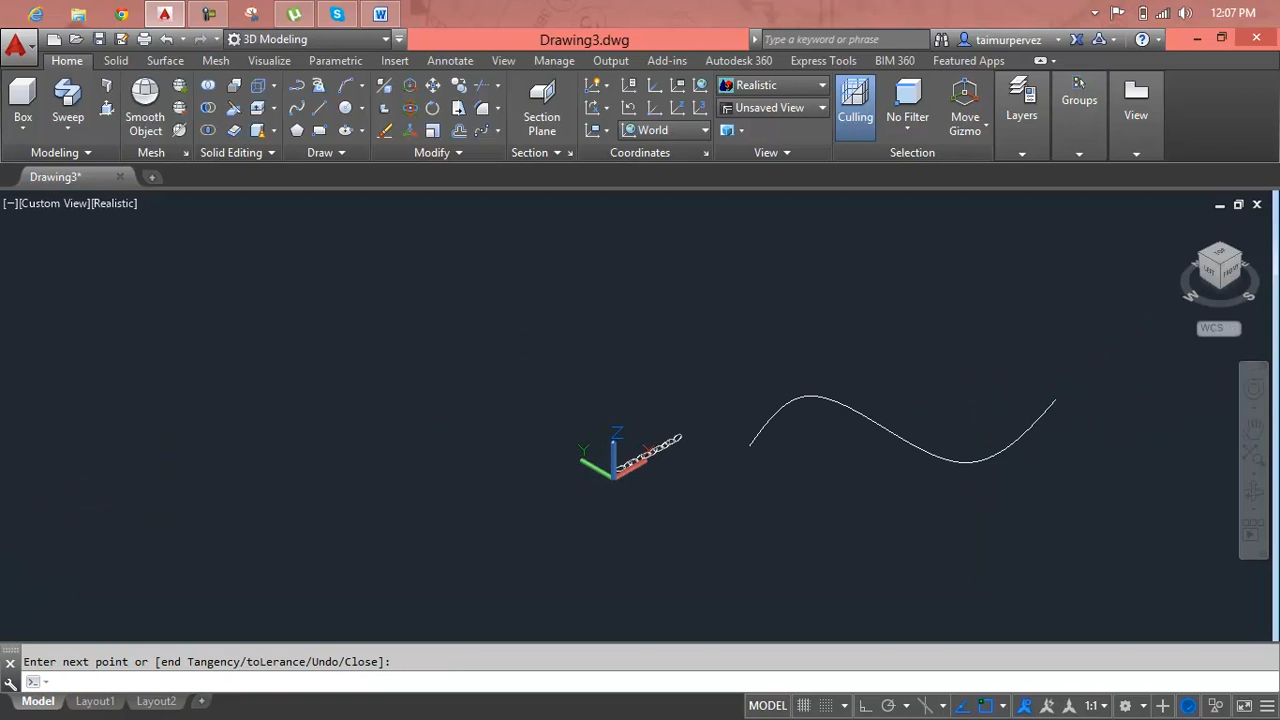 12:07 PM
3D Modeling
Drawing3.dwg
Type a keyword or phrase
taimurpervez
Home Solid Surface Mesh Visualize Parametric Insert Annotate View Manage Output Add-ins Autodesk 360 Express Tools BIM 360 Featured Apps
Realistic
Unsaved View
World
Box Sweep Smooth Object
Section Plane
Culling No Filter Move Gizmo
Layers Groups View
Modeling Mesh Solid Editing Draw Modify Section Coordinates View Selection
Drawing3*
[−][Custom View][Realistic]
TOP
LEFT FRONT
W S
WCS
Z
Y X
Enter next point or [end Tangency/toLerance/Undo/Close]:
Model Layout1 Layout2
MODEL 1:1